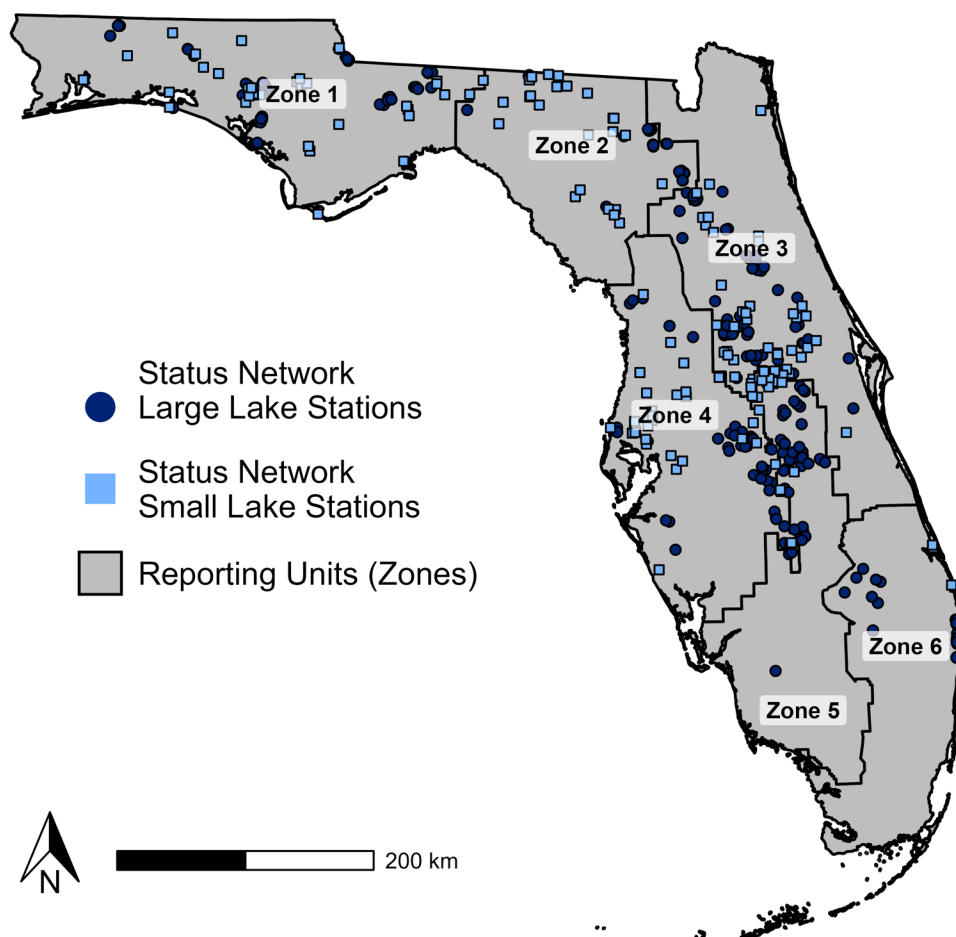 Zone 1
Zone 2
Zone 3
Status Network
Large Lake Stations
Zone 4
Status Network
Small Lake Stations
Reporting Units (Zones)
Zone 6
Zone 5
N
200 km